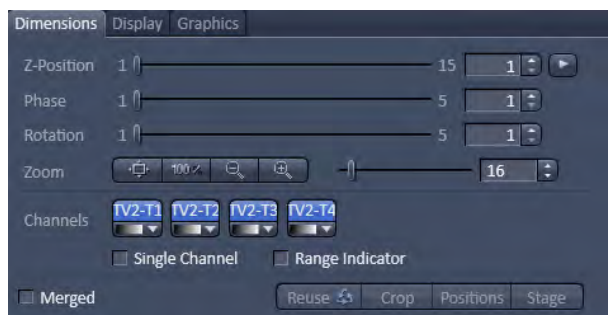 Dimensions Display Graphics
Z-Position 1 15 1
Phase 1 5 1
Rotation 1 5 1
Zoom 100% 16
Channels TV2-T1 TV2-T2 TV2-T3 TV2-T4
Single Channel Range Indicator
Merged Reuse Crop Positions Stage